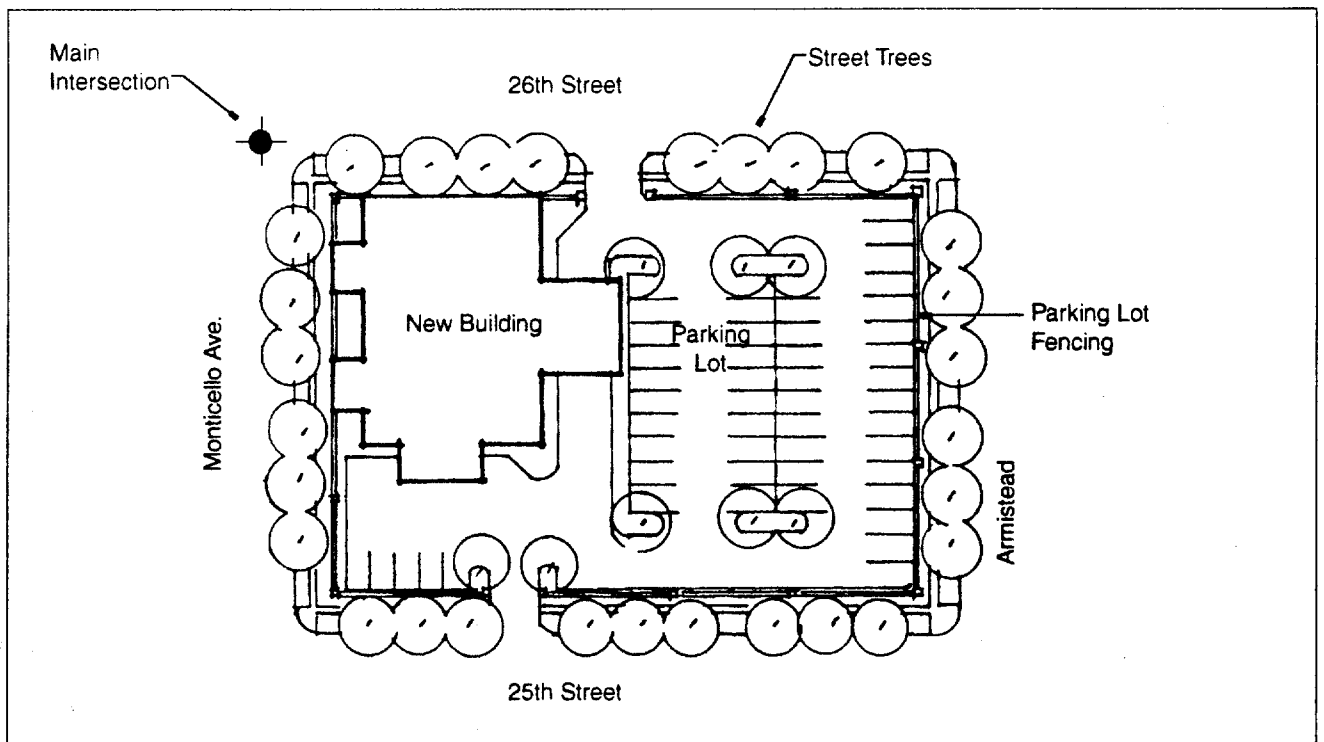 Main
Intersection
Street Trees
26th Street
New Building
Parking
Lot
Parking Lot
Fencing
Monticello Ave.
Armistead
25th Street